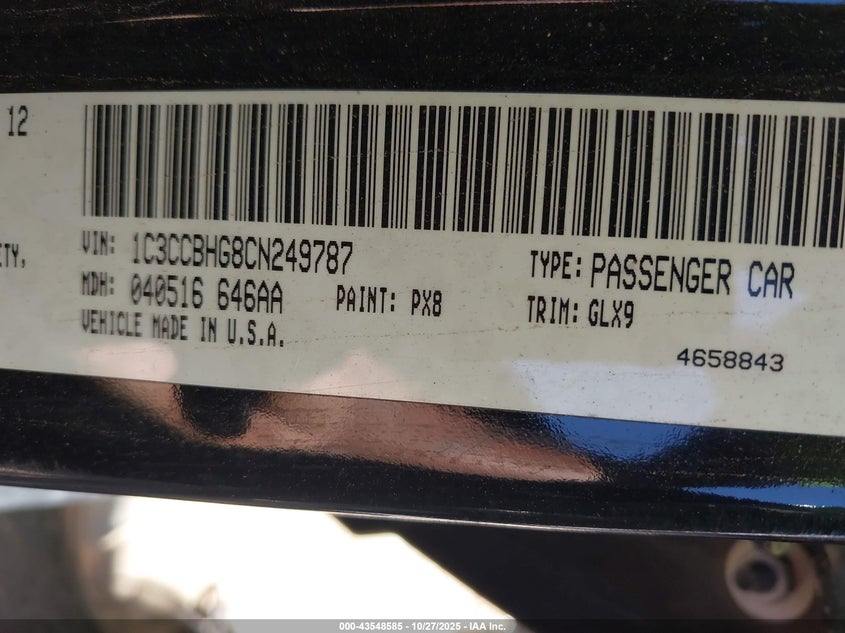 12
ETY,
VIN: 1C3CCBHG8CN249787
TYPE: PASSENGER CAR
MDH: 040516 646AA
PAINT: PX8
TRIM: GLX9
VEHICLE MADE IN U.S.A.
4658843
000-43548585 - 10/27/2025 - IAA Inc.